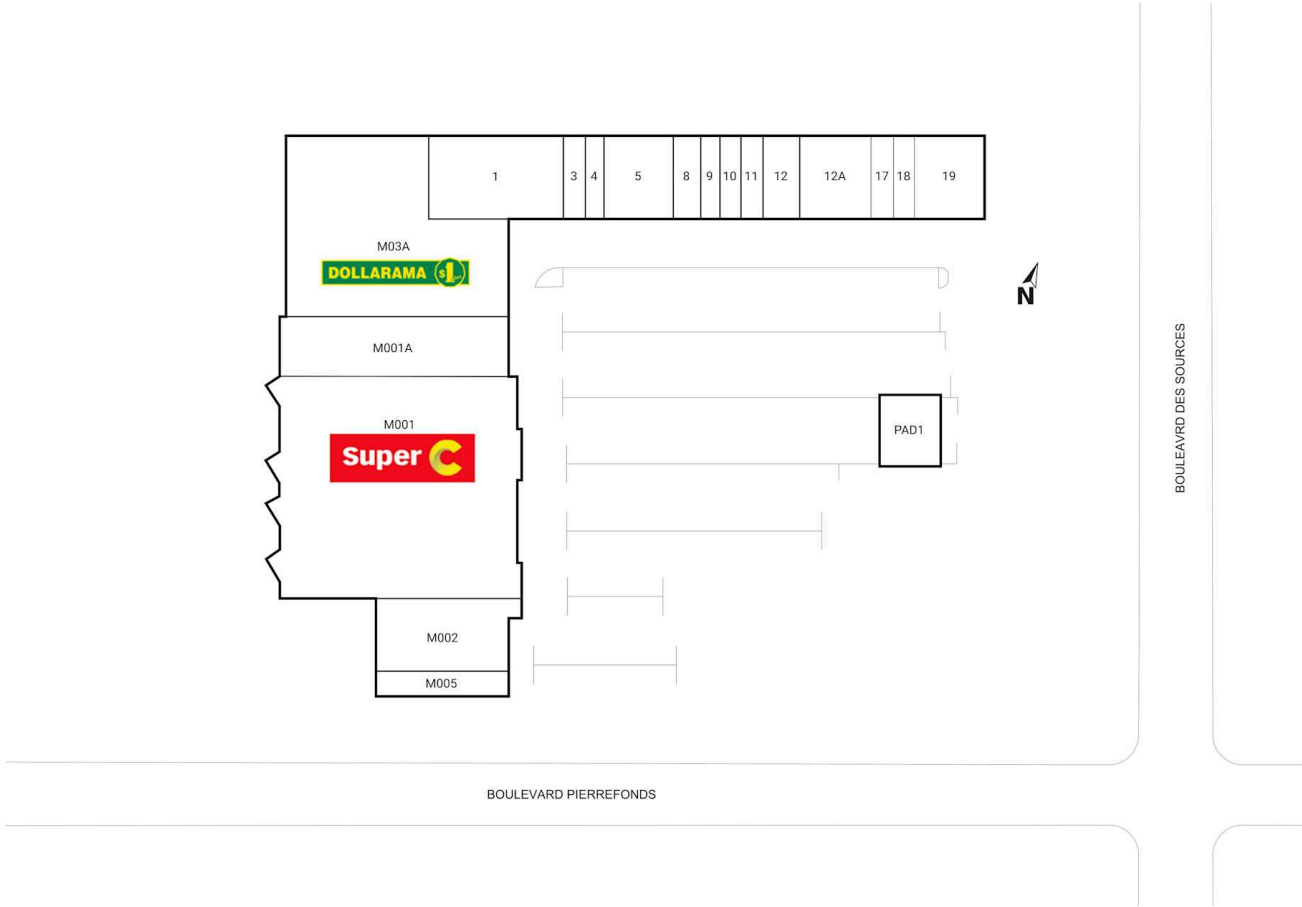 1 3 4 5 8 9 10 11 12 12A 17 18 19
M03A
DOLLARAMA $1
N
M001A
M001
Super C
PAD1
M002
M005
BOULEVARD PIERREFONDS
BOULEAVRD DES SOURCES